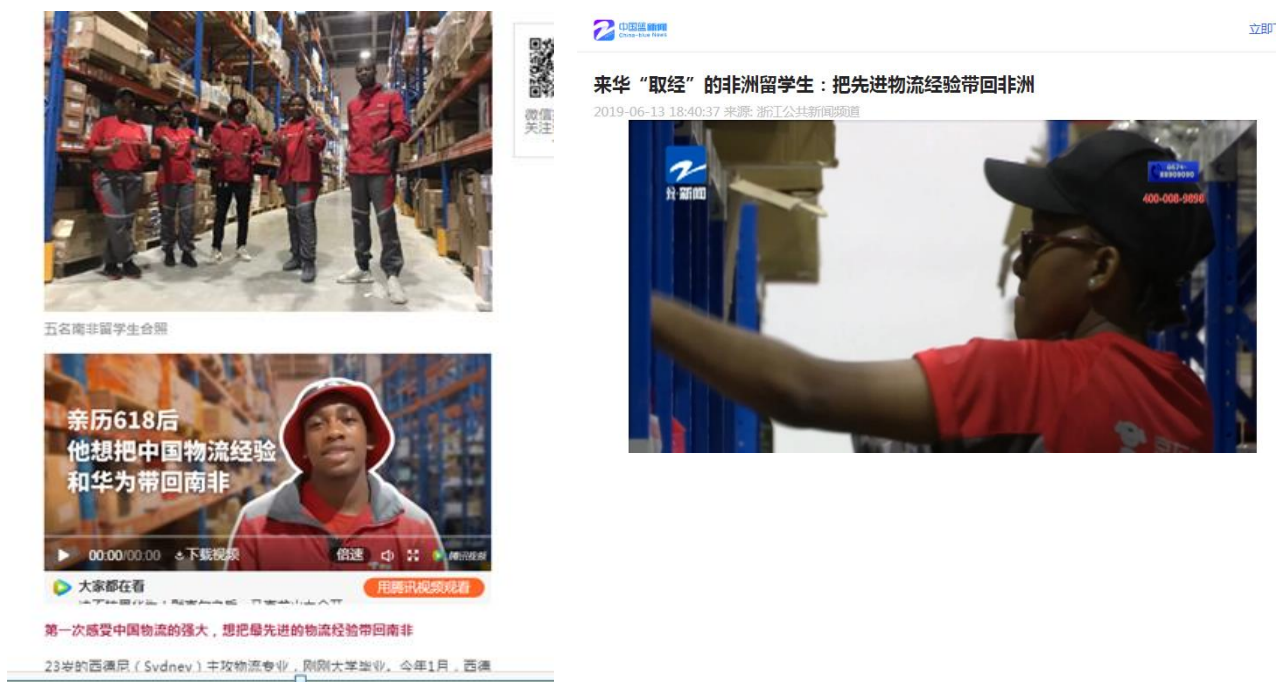 微信
关注
五名南非留学生合照
亲历618后
他想把中国物流经验
和华为带回南非
00:00/00:00
下载视频
倍速
腾讯视频
大家都在看
用腾讯视频观看
第一次感受中国物流的强大，想把最先进的物流经验带回南非
23岁的西德尼（Sydney）主攻物流专业，刚刚大学毕业。今年1月，西德
中国蓝新闻
China-blue News
立即
来华“取经”的非洲留学生：把先进物流经验带回非洲
2019-06-13 18:40:37 来源: 浙江公共新闻频道
新闻
400-008-9898